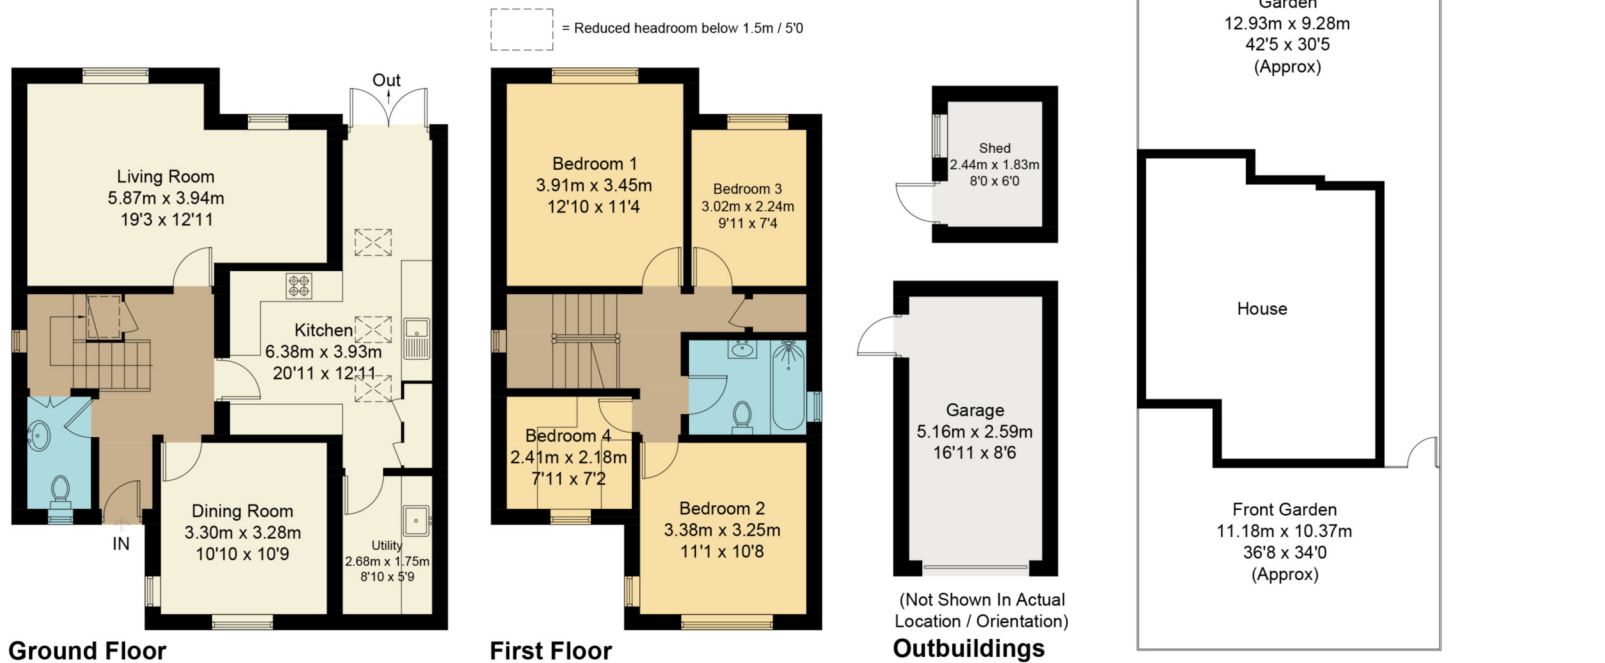 = Reduced headroom below 1.5m / 5'0
Out
Living Room
5.87m x 3.94m
19'3 x 12'11
Kitchen
6.38m x 3.93m
20'11 x 12'11
Dining Room
3.30m x 3.28m
10'10 x 10'9
Utility
2.68m x 1.75m
8'10 x 5'9
IN
Ground Floor
Bedroom 1
3.91m x 3.45m
12'10 x 11'4
Bedroom 3
3.02m x 2.24m
9'11 x 7'4
Bedroom 4
2.41m x 2.18m
7'11 x 7'2
Bedroom 2
3.38m x 3.25m
11'1 x 10'8
First Floor
Shed
2.44m x 1.83m
8'0 x 6'0
Garage
5.16m x 2.59m
16'11 x 8'6
(Not Shown In Actual
Location / Orientation)
Outbuildings
Garden
12.93m x 9.28m
42'5 x 30'5
(Approx)
House
Front Garden
11.18m x 10.37m
36'8 x 34'0
(Approx)